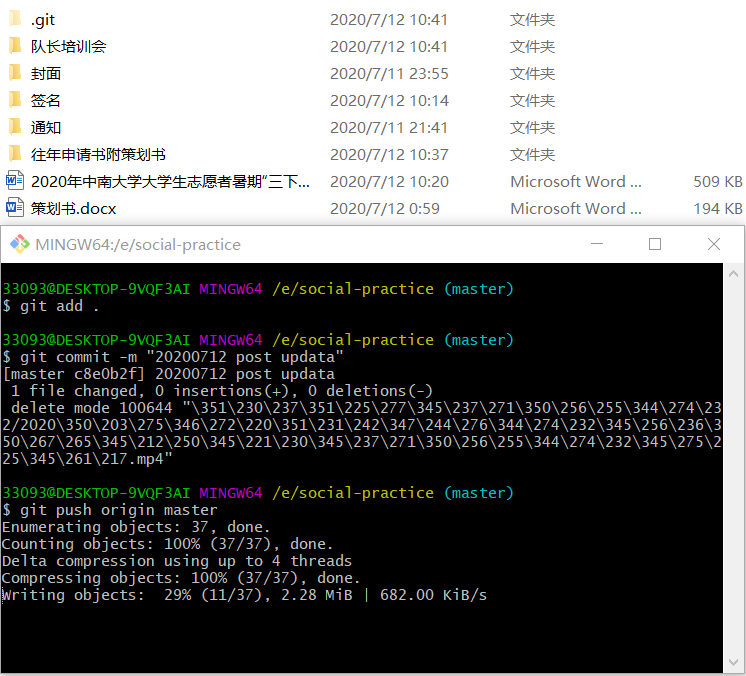 .git 2020/7/12 10:41 文件夹
队长培训会 2020/7/12 10:41 文件夹
封面 2020/7/11 23:55 文件夹
签名 2020/7/12 10:14 文件夹
通知 2020/7/11 21:41 文件夹
往年申请书附策划书 2020/7/12 10:37 文件夹
2020年中南大学大学生志愿者暑期“三下... 2020/7/12 10:20 Microsoft Word ... 509 KB
策划书.docx 2020/7/12 0:59 Microsoft Word ... 194 KB
MINGW64:/e/social-practice
33093@DESKTOP-9VQF3AI MINGW64 /e/social-practice (master)
$ git add .
33093@DESKTOP-9VQF3AI MINGW64 /e/social-practice (master)
$ git commit -m "20200712 post updata"
[master c8e0b2f] 20200712 post updata
1 file changed, 0 insertions(+), 0 deletions(-)
delete mode 100644 "\351\230\237\351\225\277\345\237\271\350\256\255\344\274\23
2/2020\350\203\275\346\272\220\351\231\242\347\244\276\344\274\232\345\256\236\3
50\267\265\345\212\250\345\221\230\345\237\271\350\256\255\344\274\232\345\275\2
25\345\261\217.mp4"
33093@DESKTOP-9VQF3AI MINGW64 /e/social-practice (master)
$ git push origin master
Enumerating objects: 37, done.
Counting objects: 100% (37/37), done.
Delta compression using up to 4 threads
Compressing objects: 100% (37/37), done.
Writing objects:  29% (11/37), 2.28 MiB | 682.00 KiB/s